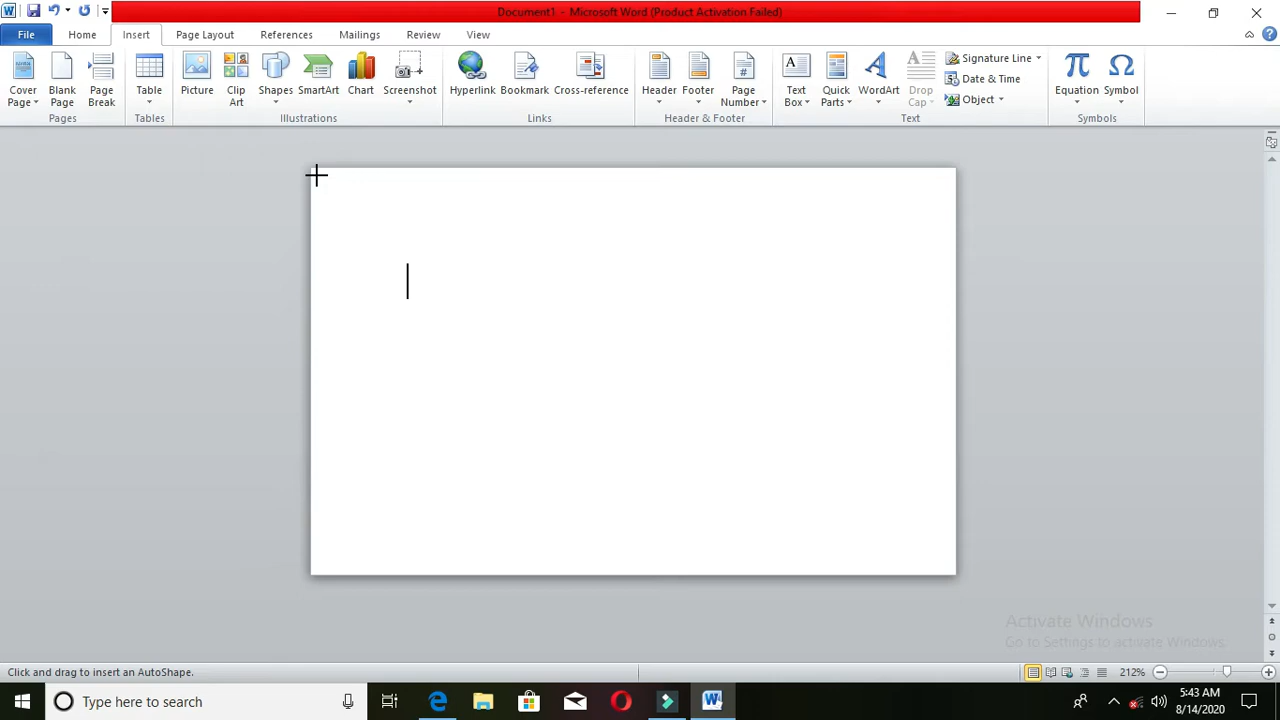 Document1 - Microsoft Word (Product Activation Failed)
File Home Insert Page Layout References Mailings Review View
Cover Page
Blank Page
Page Break
Table
Picture
Clip Art
Shapes
SmartArt
Chart
Screenshot
Hyperlink
Bookmark
Cross-reference
Header
Footer
Page Number
Text Box
Quick Parts
WordArt
Drop Cap
Signature Line
Date & Time
Object
Equation
Symbol
Pages Tables Illustrations Links Header & Footer Text Symbols
Activate Windows
Go to Settings to activate Windows.
Click and drag to insert an AutoShape.
212%
Type here to search
5:43 AM
8/14/2020